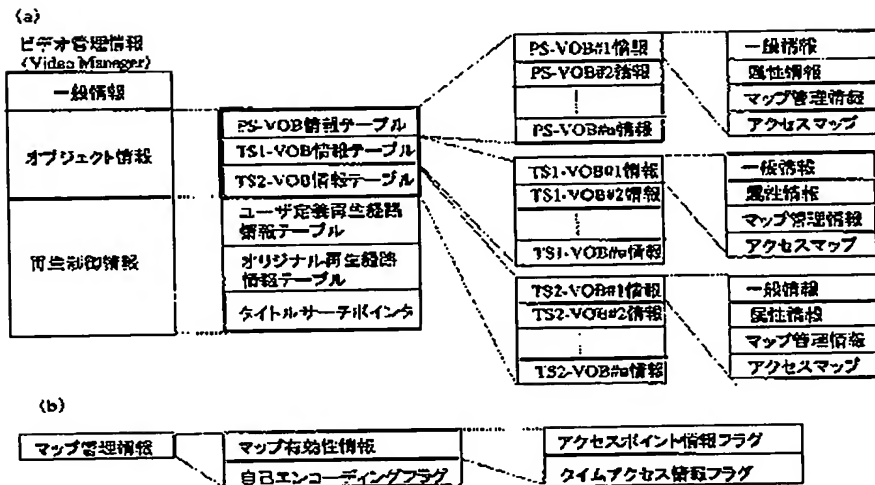 (a)
ビデオ管理情報
(Video Manager)
一般情報
オブジェクト情報
再生制御情報
PS-VOB情報テーブル
TS1-VOB情報テーブル
TS2-VOB情報テーブル
ユーザ定義再生経路
情報テーブル
オリジナル再生経路
情報テーブル
タイトルサーチポインタ
PS-VOB#1情報
PS-VOB#2情報
PS-VOB#n情報
一般情報
属性情報
マップ管理情報
アクセスマップ
TS1-VOB#1情報
TS1-VOB#2情報
TS1-VOB#n情報
一般情報
属性情報
マップ管理情報
アクセスマップ
TS2-VOB#1情報
TS2-VOB#2情報
TS2-VOB#n情報
一般情報
属性情報
マップ管理情報
アクセスマップ
(b)
マップ管理情報
マップ有効性情報
自己エンコーディングフラグ
アクセスポイント情報フラグ
タイムアクセス情報フラグ